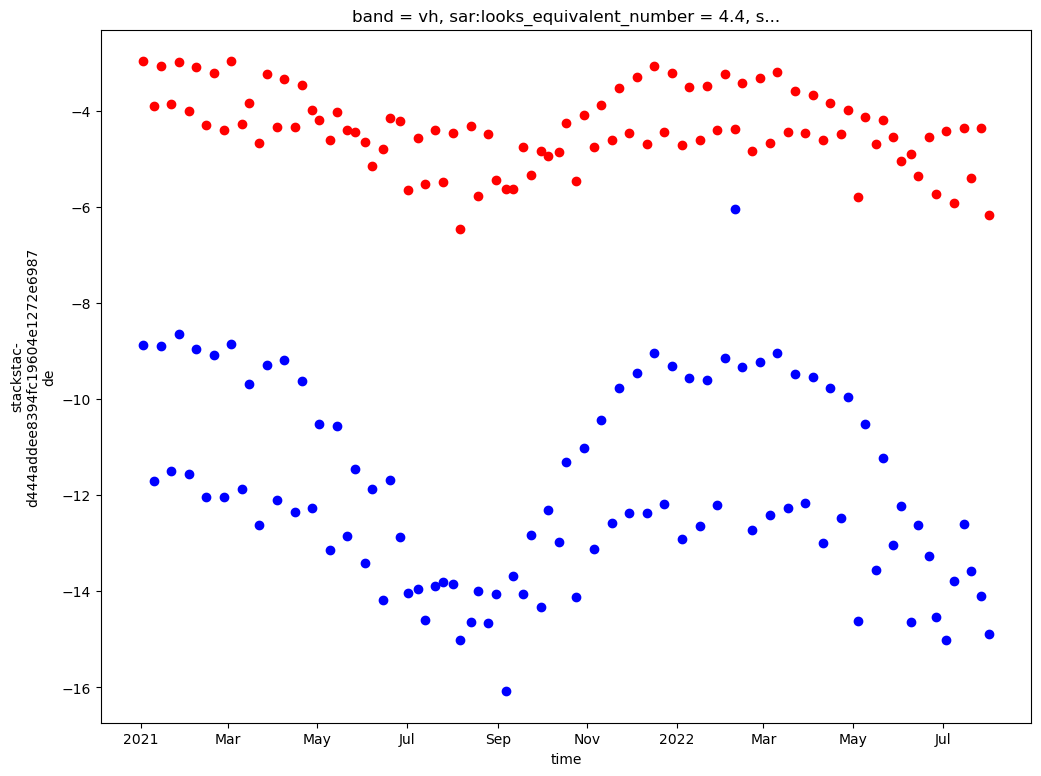 band = vh, sar:looks_equivalent_number = 4.4, s...
stackstac-
d444addee8394fc19604e1272e6987
de
−4
−6
−8
−10
−12
−14
−16
2021
Mar
May
Jul
Sep
Nov
2022
Mar
May
Jul
time